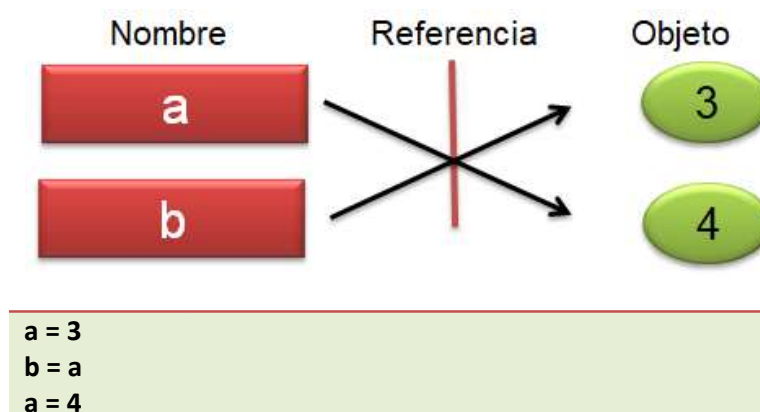 Nombre Referencia Objeto
a 3
b 4
a = 3
b = a
a = 4